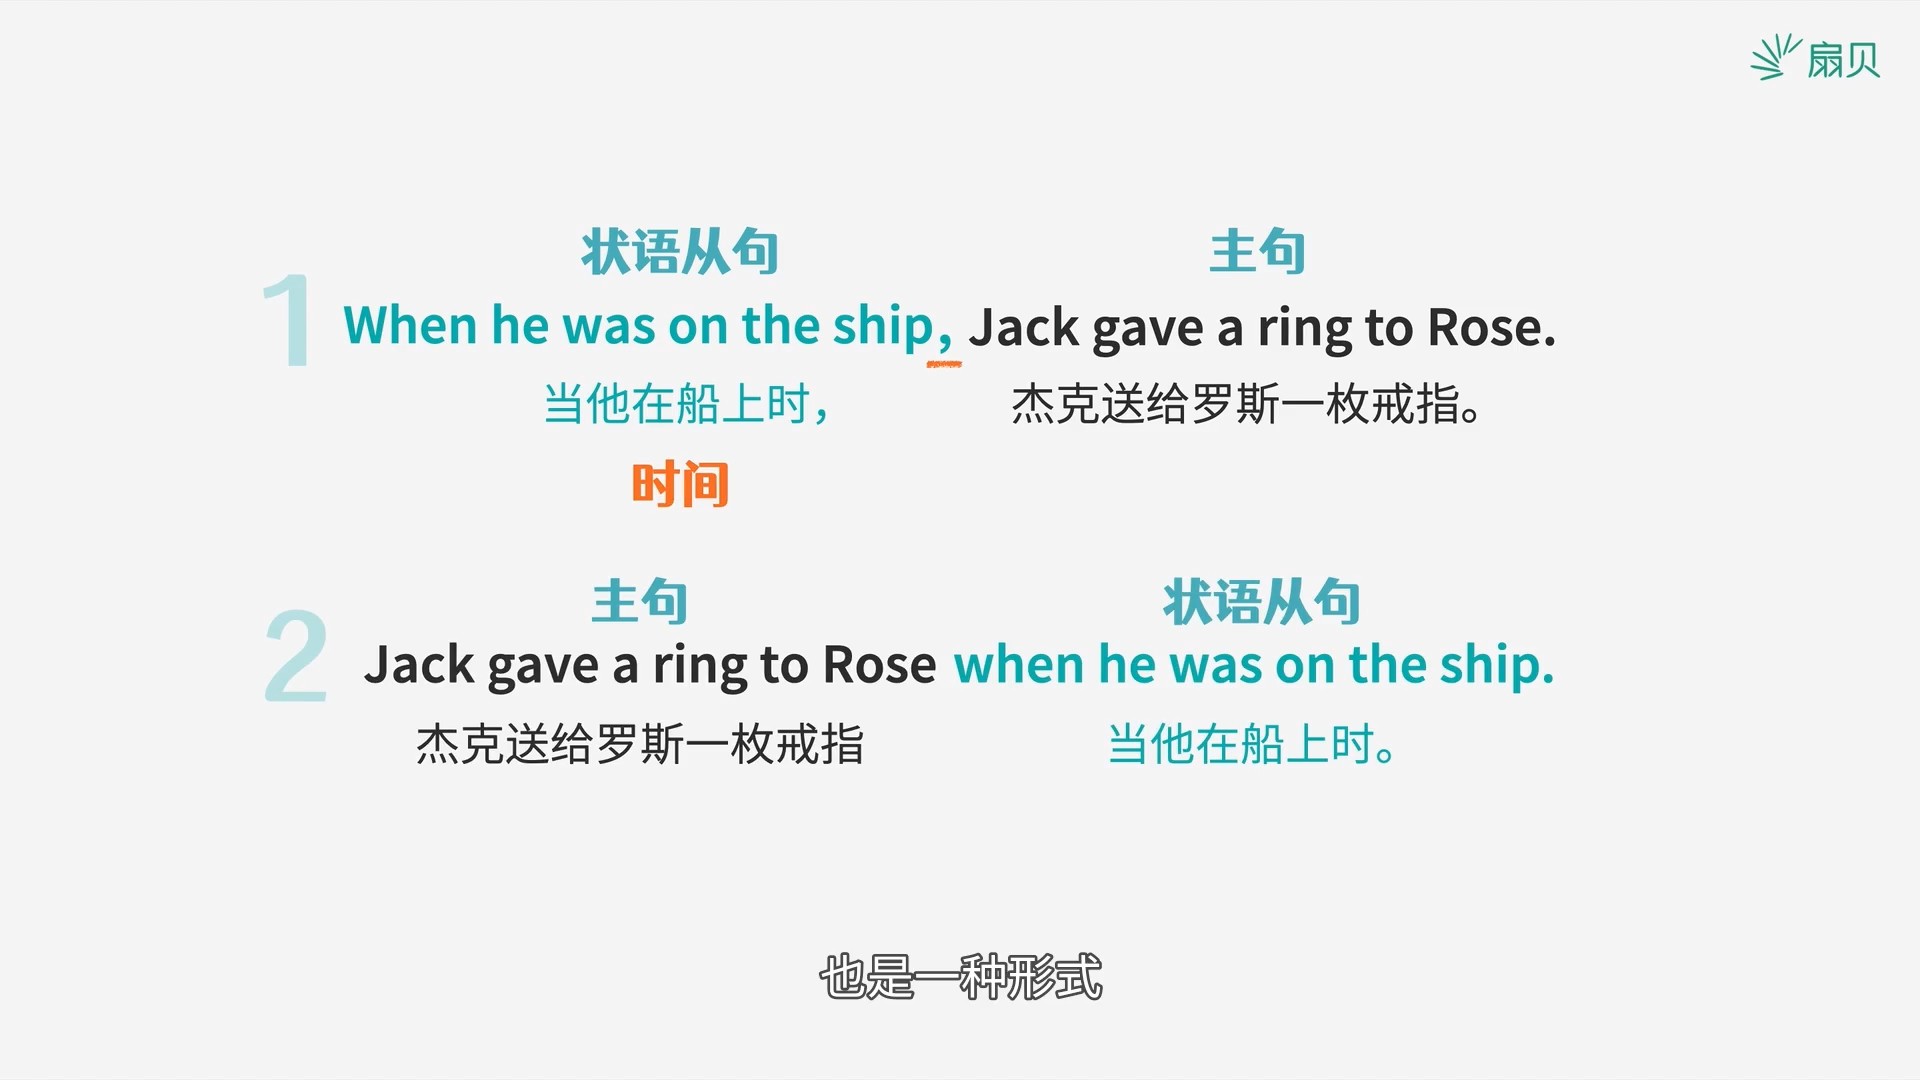 扇贝
状语从句 主句
1 When he was on the ship, Jack gave a ring to Rose.
当他在船上时， 杰克送给罗斯一枚戒指。
时间
主句 状语从句
2 Jack gave a ring to Rose when he was on the ship.
杰克送给罗斯一枚戒指 当他在船上时。
也是一种形式